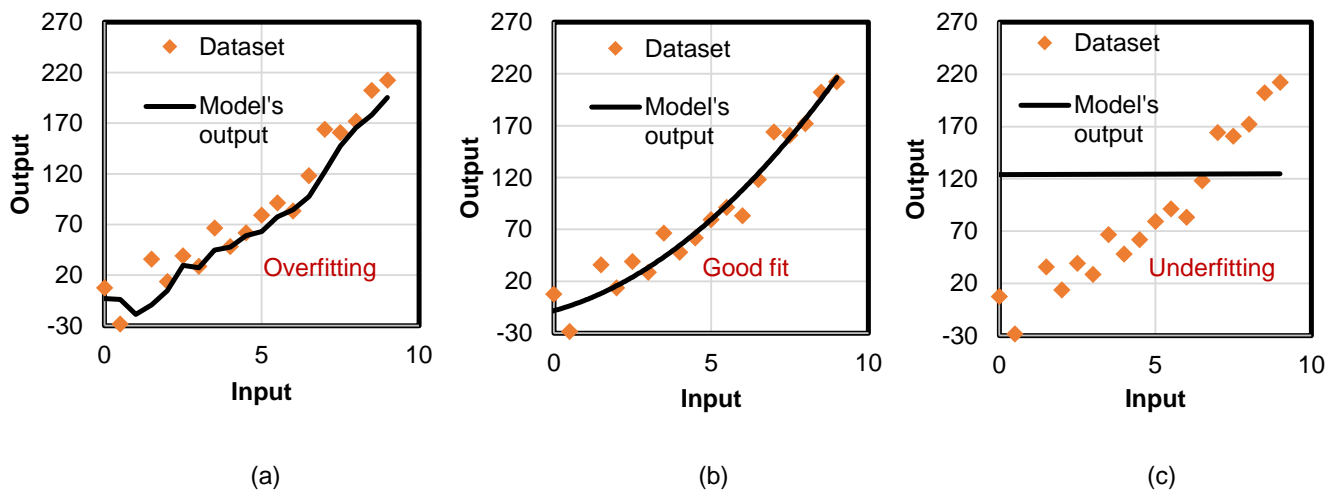 270
220
170
120
70
20
-30
Output
Dataset
Model's
output
Overfitting
0
5
10
Input
(a)
270
220
170
120
70
20
-30
Output
Dataset
Model's
output
Good fit
0
5
10
Input
(b)
270
220
170
120
70
20
-30
Output
Dataset
Model's
output
Underfitting
0
5
10
Input
(c)